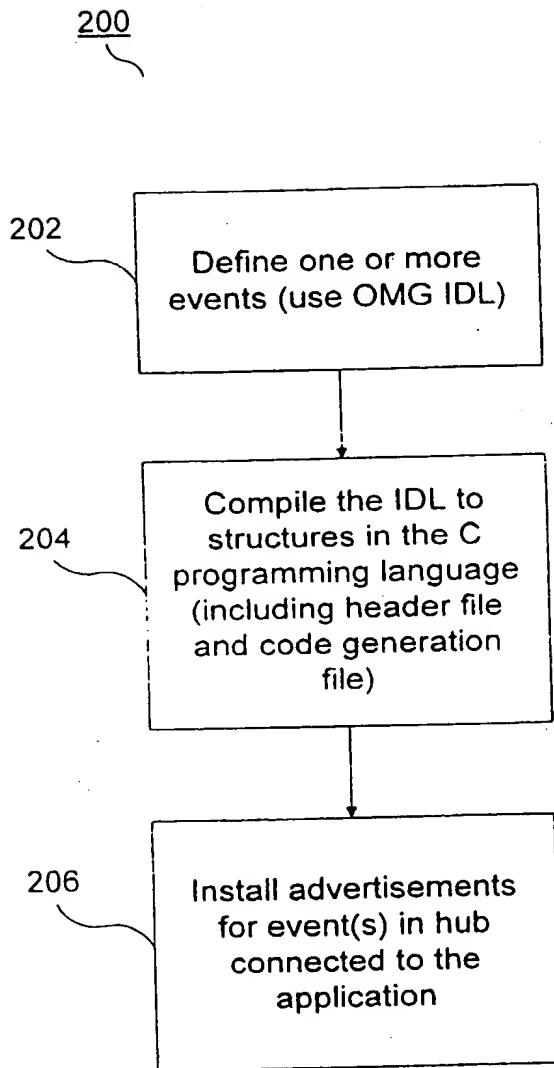 200
202
Define one or more
events (use OMG IDL)
204
Compile the IDL to
structures in the C
programming language
(including header file
and code generation
file)
206
Install advertisements
for event(s) in hub
connected to the
application